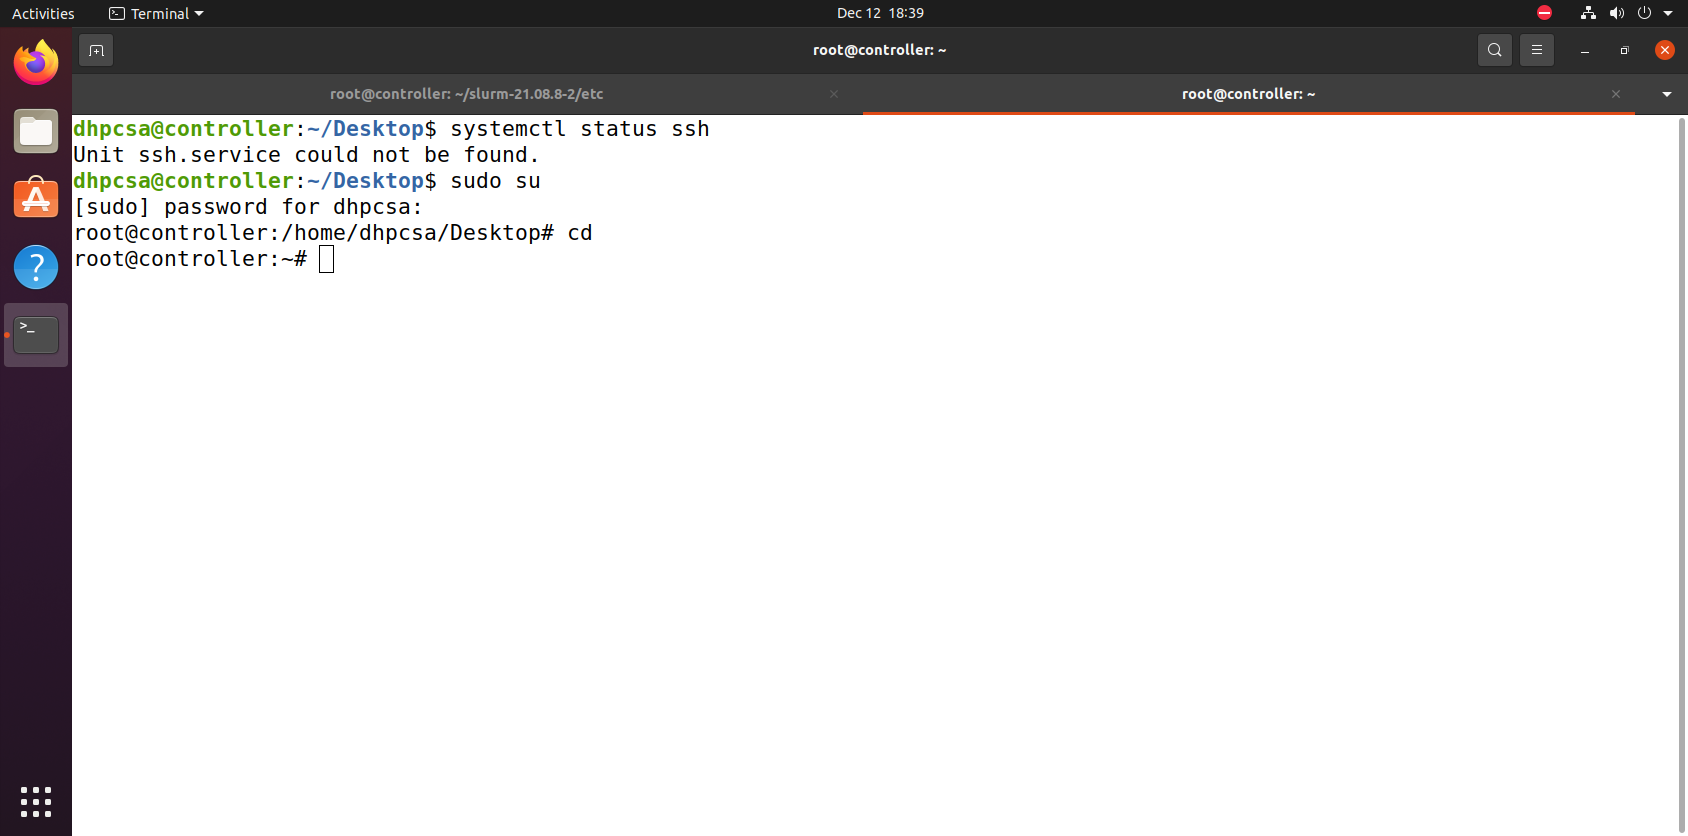 Activities Terminal Dec 12 18:39
root@controller: ~
root@controller: ~/slurm-21.08.8-2/etc root@controller: ~
dhpcsa@controller:~/Desktop$ systemctl status ssh
Unit ssh.service could not be found.
dhpcsa@controller:~/Desktop$ sudo su
[sudo] password for dhpcsa:
root@controller:/home/dhpcsa/Desktop# cd
root@controller:~#